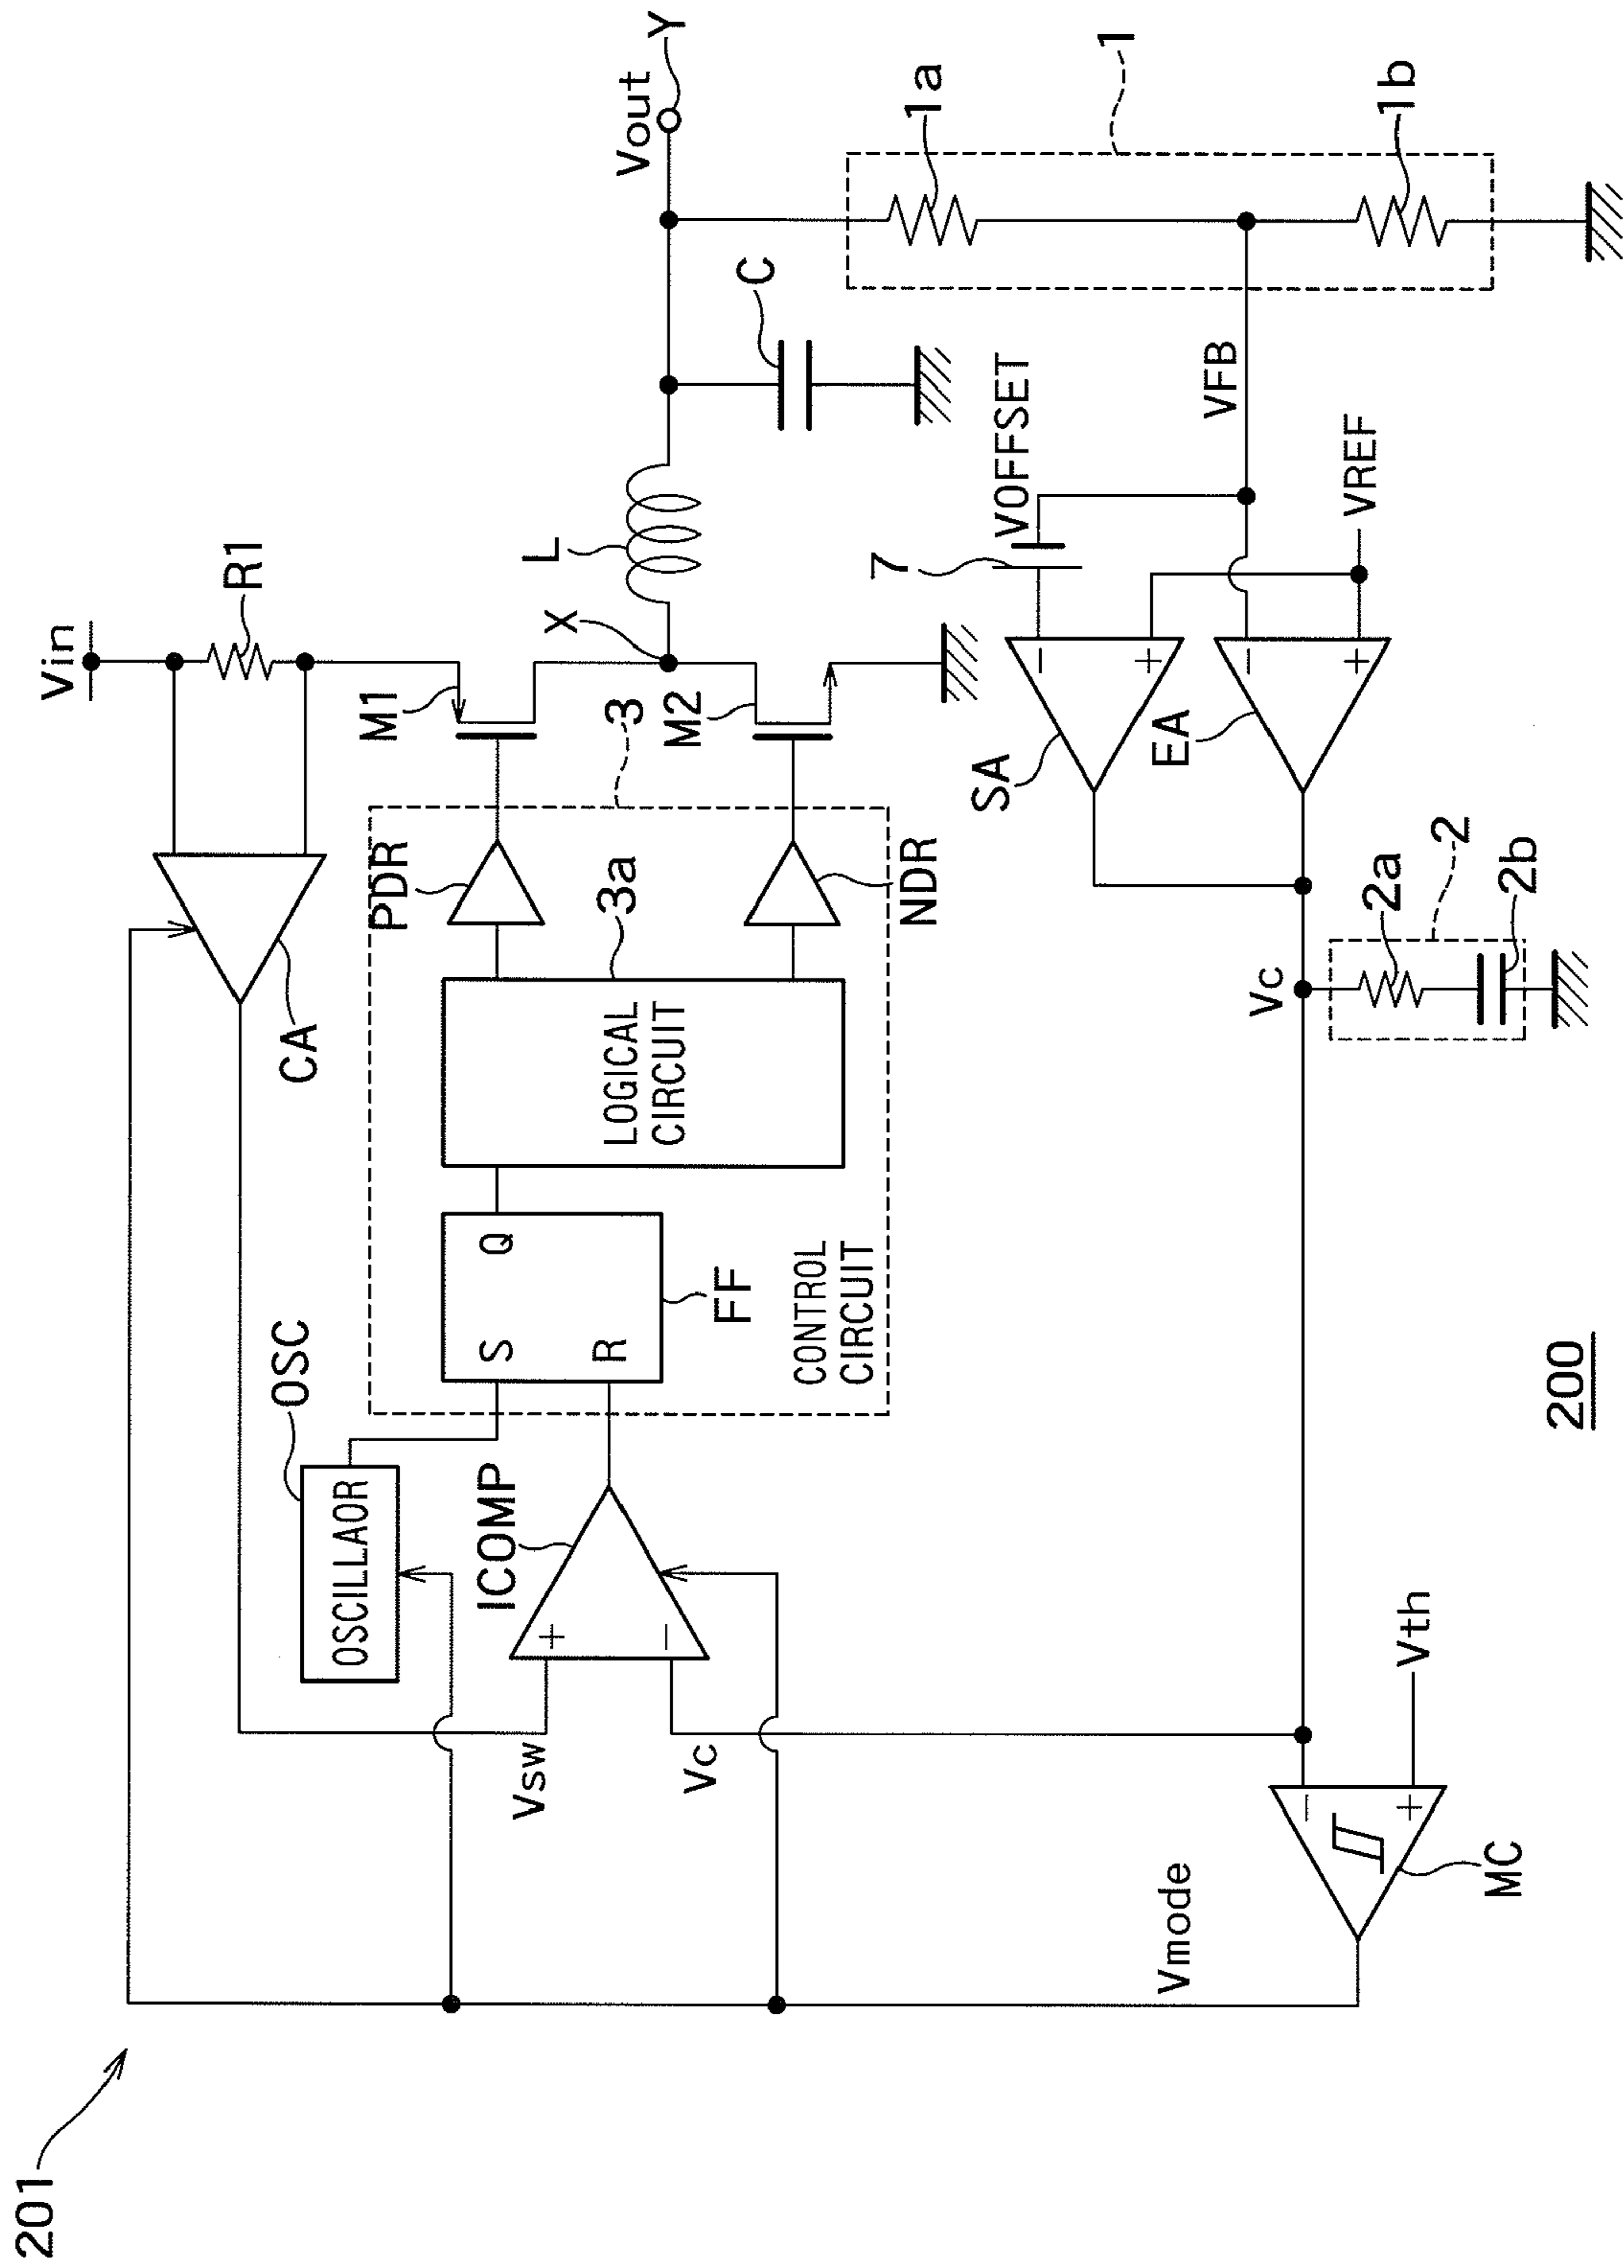 201
Vin
R1
CA
M1
X
L
Vout
Y
C
1
1a
1b
OSC
OSCILLAOR
PDR
3
M2
3a
LOGICAL
CIRCUIT
NDR
S
Q
R
FF
CONTROL
CIRCUIT
ICOMP
+
−
Vsw
Vc
7
VOFFSET
VFB
VREF
SA
−
+
EA
−
+
Vc
2
2a
2b
Vmode
−
+
MC
Vth
200